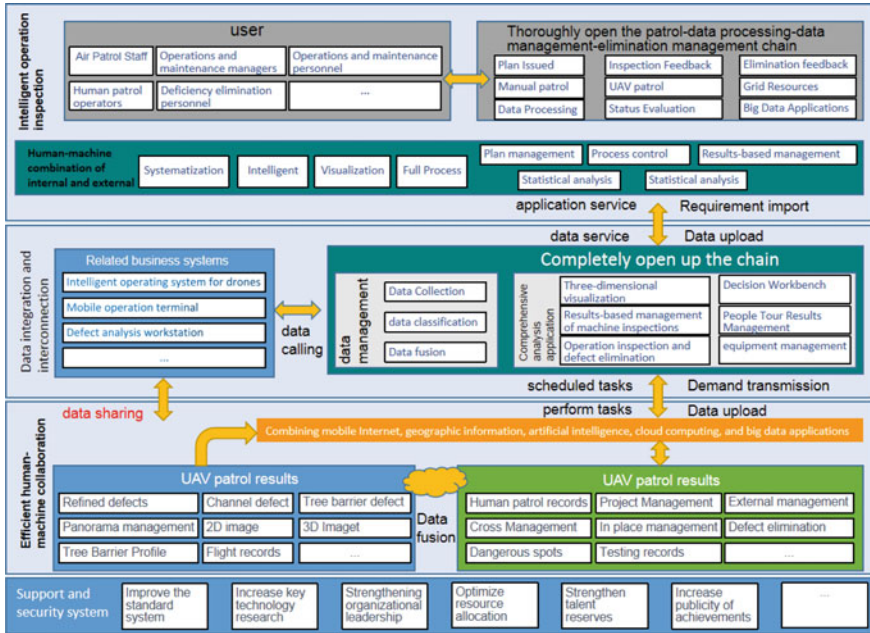 Intelligent operation
inspection
user
Air Patrol Staff
Operations and
maintenance managers
Operations and maintenance
personnel
Human patrol
operators
Deficiency elimination
personnel
...
Thoroughly open the patrol-data processing-data
management-elimination management chain
Plan Issued
Inspection Feedback
Elimination feedback
Manual patrol
UAV patrol
Grid Resources
Data Processing
Status Evaluation
Big Data Applications
Human-machine
combination of
internal and external
Systematization
Intelligent
Visualization
Full Process
Plan management
Process control
Results-based management
Statistical analysis
Statistical analysis
application service
Requirement import
data service
Data upload
Data integration and
interconnection
Related business systems
Intelligent operating system for drones
Mobile operation terminal
Defect analysis workstation
...
data
calling
Completely open up the chain
data
management
Data Collection
data classification
Data fusion
Comprehensive
analysis
application
Three-dimensional
visualization
Decision Workbench
Results-based management
of machine inspections
People Tour Results
Management
Operation inspection and
defect elimination
equipment management
data sharing
scheduled tasks
Demand transmission
perform tasks
Data upload
Efficient human-
machine collaboration
Combining mobile Internet, geographic information, artificial intelligence, cloud computing, and big data applications
UAV patrol results
Refined defects
Channel defect
Tree barrier defect
Panorama management
2D image
3D Imaget
Tree Barrier Profile
Flight records
...
Data
fusion
UAV patrol results
Human patrol records
Project Management
External management
Cross Management
In place management
Defect elimination
Dangerous spots
Testing records
...
Support and
security system
Improve the
standard
system
Increase key
technology
research
Strengthening
organizational
leadership
Optimize
resource
allocation
Strengthen
talent
reserves
Increase
publicity of
achievements
...